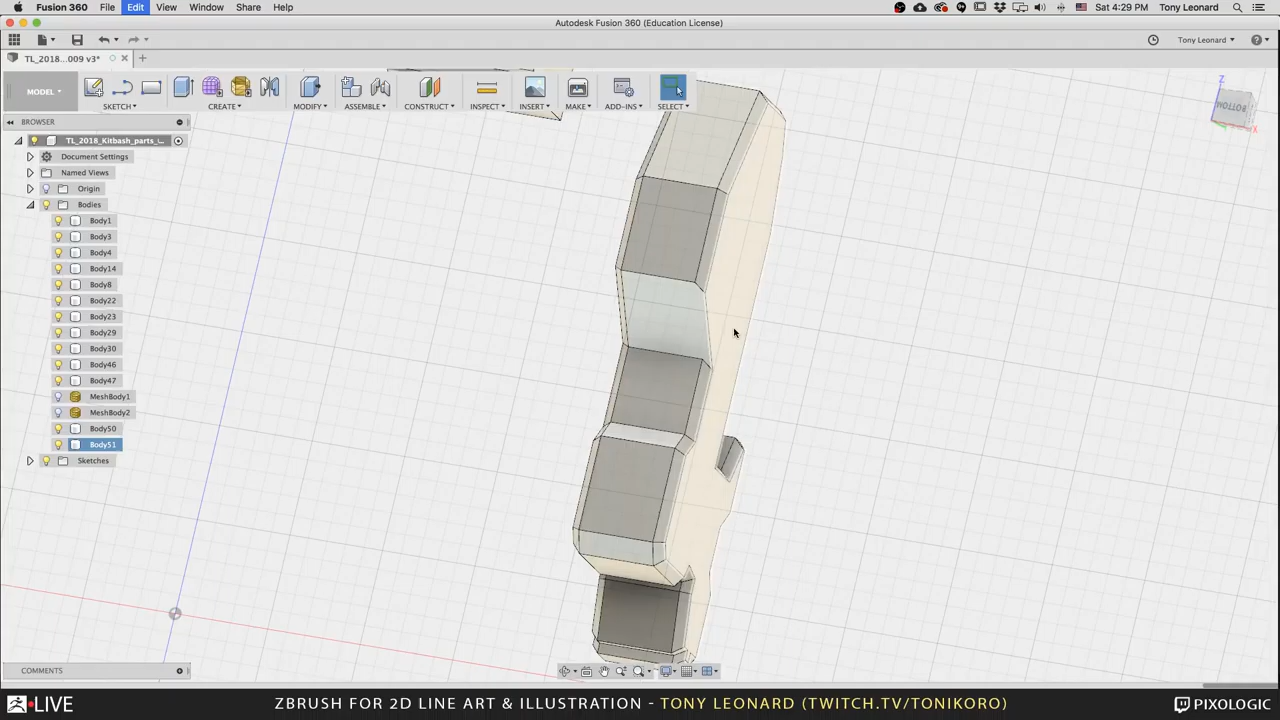 Fusion 360 File Edit View Window Share Help Sat 4:29 PM Tony Leonard
Autodesk Fusion 360 (Education License)
Tony Leonard
TL_2018...009 v3*
MODEL
SKETCH CREATE MODIFY ASSEMBLE CONSTRUCT INSPECT INSERT MAKE ADD-INS SELECT
BROWSER
TL_2018_Kitbash_parts_i...
Document Settings
Named Views
Origin
Bodies
Body1
Body3
Body4
Body14
Body8
Body22
Body23
Body29
Body30
Body46
Body47
MeshBody1
MeshBody2
Body50
Body51
Sketches
Z
BOTTOM
X
COMMENTS
LIVE ZBRUSH FOR 2D LINE ART & ILLUSTRATION - TONY LEONARD (TWITCH.TV/TONIKORO) PIXOLOGIC